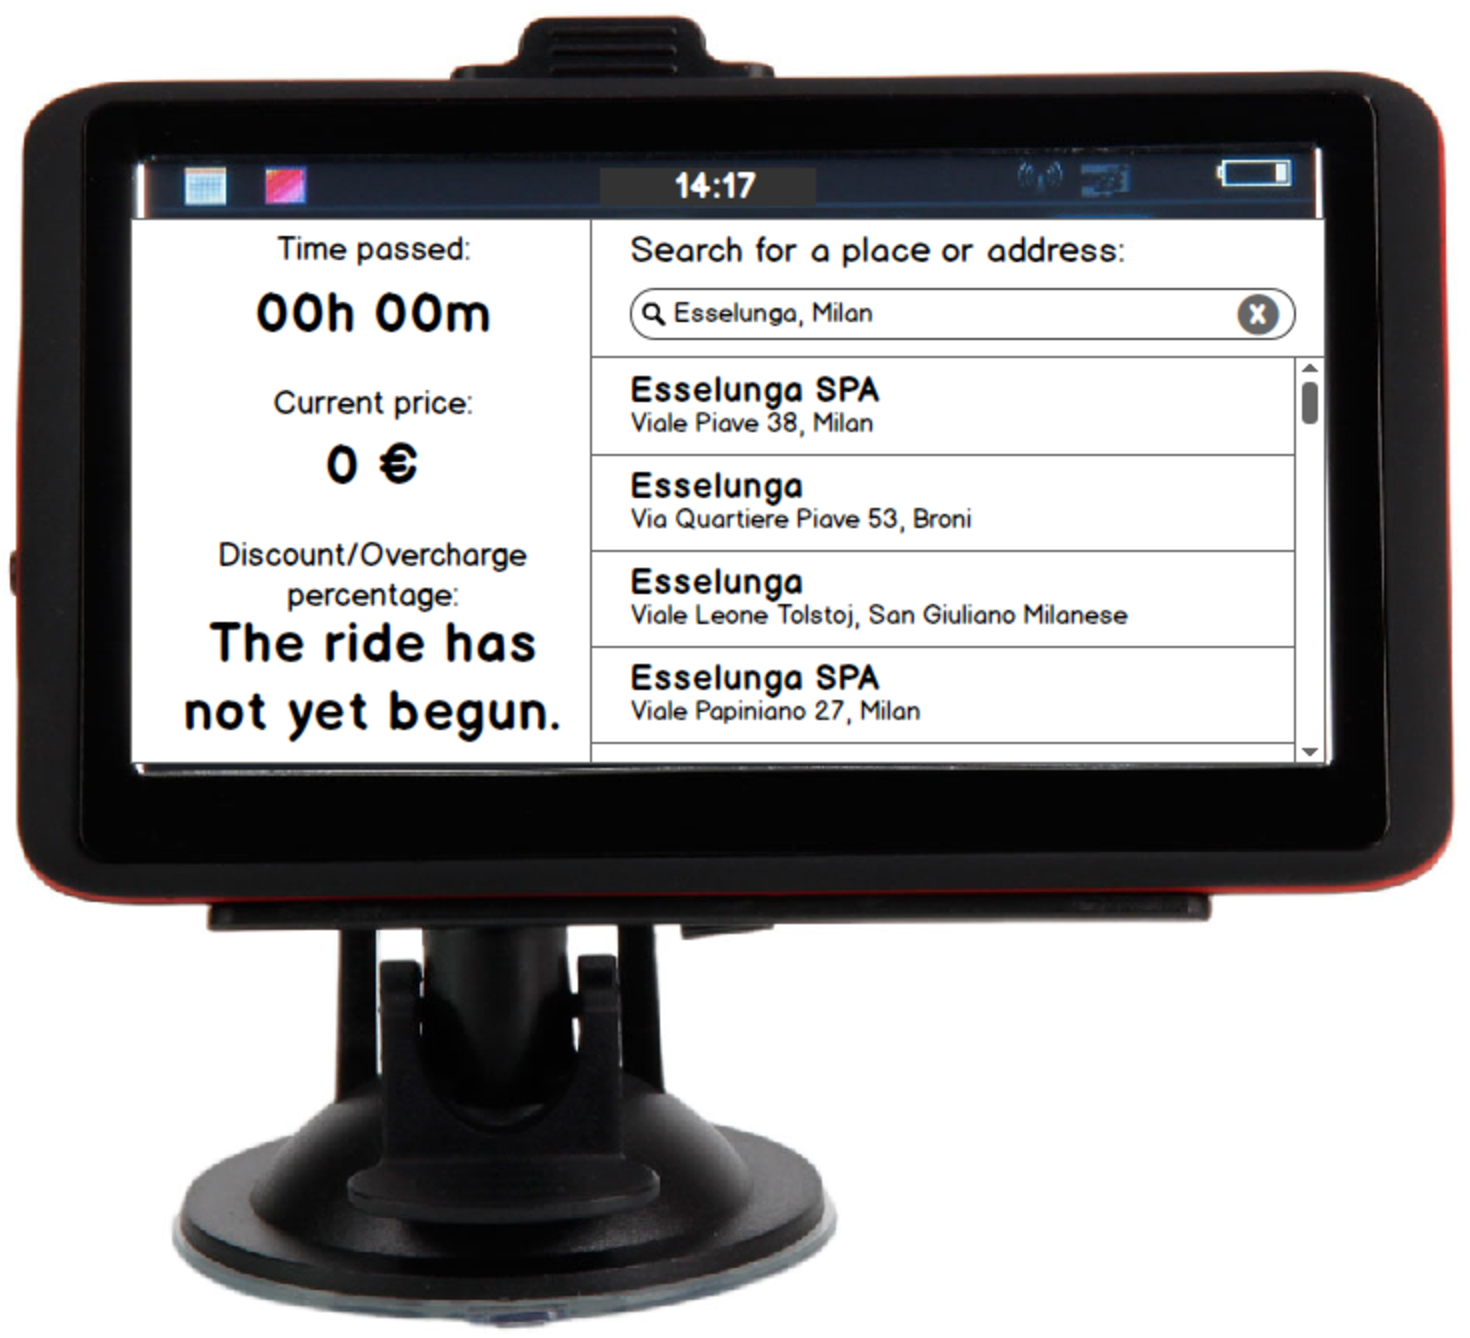 14:17
Time passed:
00h 00m
Current price:
0 €
Discount/Overcharge
percentage:
The ride has
not yet begun.
Search for a place or address:
Esselunga, Milan
X
Esselunga SPA
Viale Piave 38, Milan
Esselunga
Via Quartiere Piave 53, Broni
Esselunga
Viale Leone Tolstoj, San Giuliano Milanese
Esselunga SPA
Viale Papiniano 27, Milan